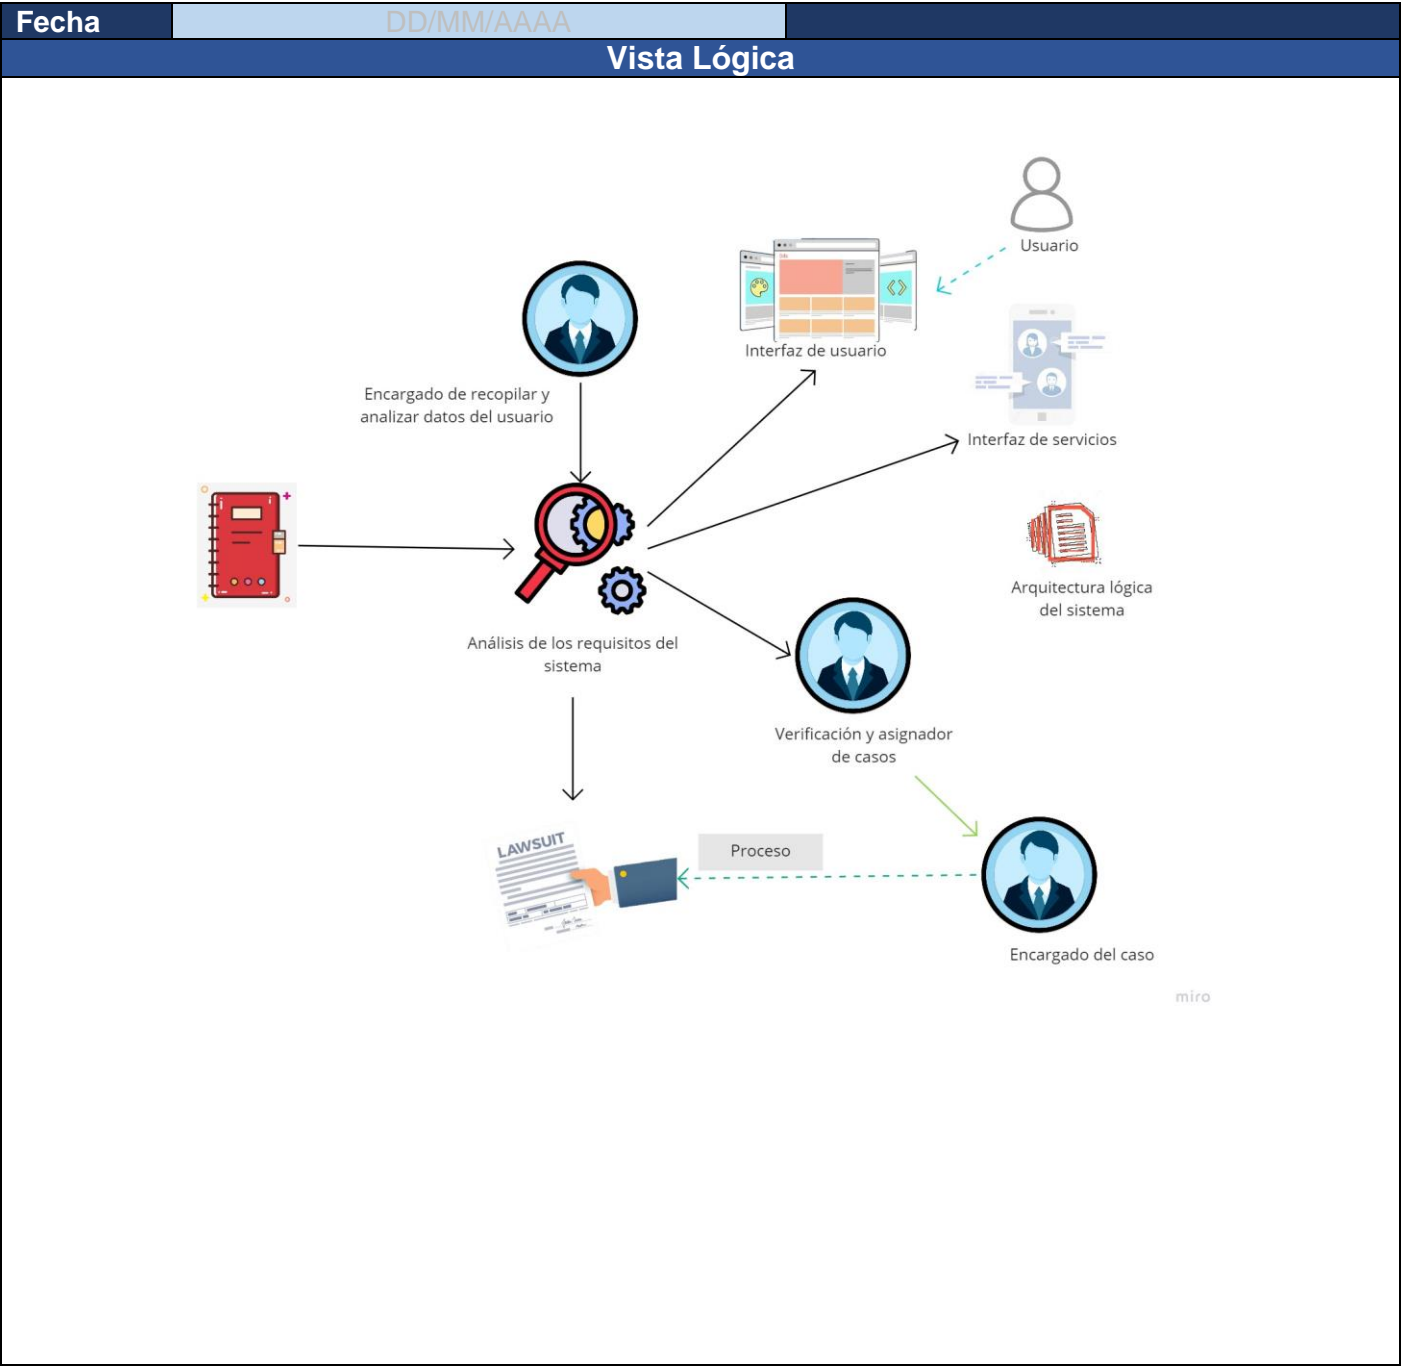 Fecha
DD/MM/AAAA
Vista Lógica
Usuario
Interfaz de usuario
Encargado de recopilar y
analizar datos del usuario
Interfaz de servicios
Arquitectura lógica
del sistema
Análisis de los requisitos del
sistema
Verificación y asignador
de casos
LAWSUIT
Proceso
Encargado del caso
miro